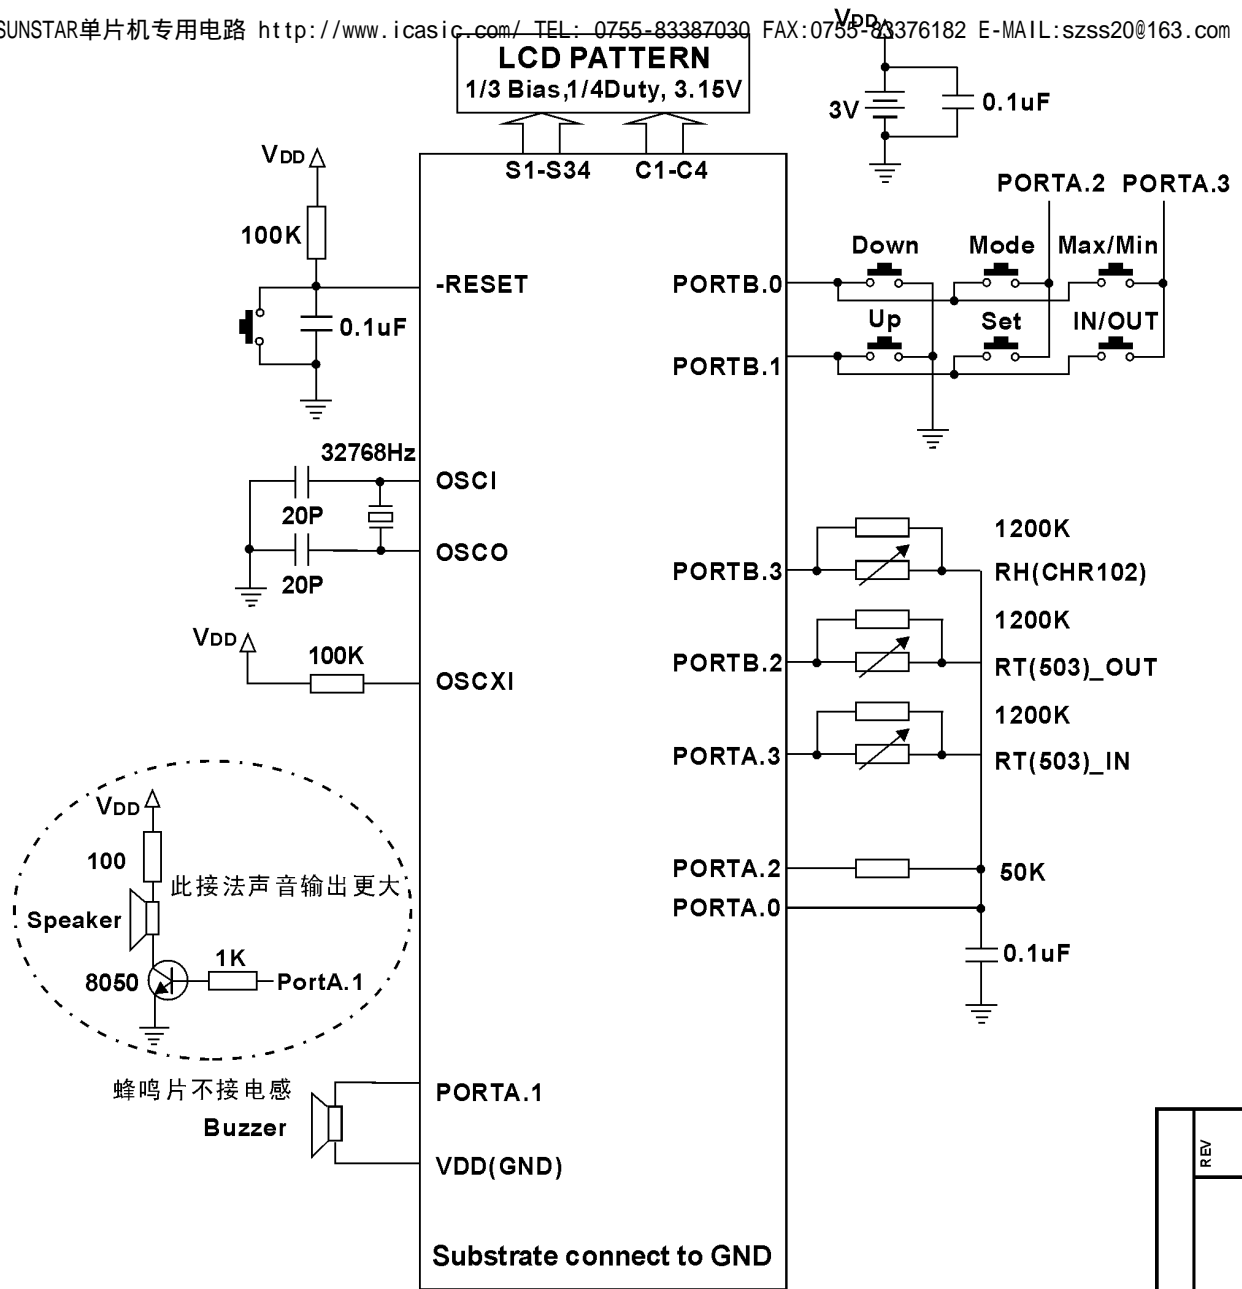 SUNSTAR单片机专用电路 http://www.icasic.com/ TEL: 0755-83387030 FAX:0755-83376182 E-MAIL:szss20@163.com
VDD
LCD PATTERN
1/3 Bias,1/4Duty, 3.15V
3V
0.1uF
S1-S34
C1-C4
VDD
100K
-RESET
0.1uF
PORTA.2
PORTA.3
Down
Mode
Max/Min
PORTB.0
Up
Set
IN/OUT
PORTB.1
32768Hz
OSCI
20P
OSCO
20P
VDD
100K
OSCXI
1200K
PORTB.3
RH(CHR102)
1200K
PORTB.2
RT(503)_OUT
1200K
PORTA.3
RT(503)_IN
PORTA.2
50K
PORTA.0
0.1uF
VDD
100
此接法声音输出更大
Speaker
8050
1K
PortA.1
蜂鸣片不接电感
Buzzer
PORTA.1
VDD(GND)
Substrate connect to GND
REV